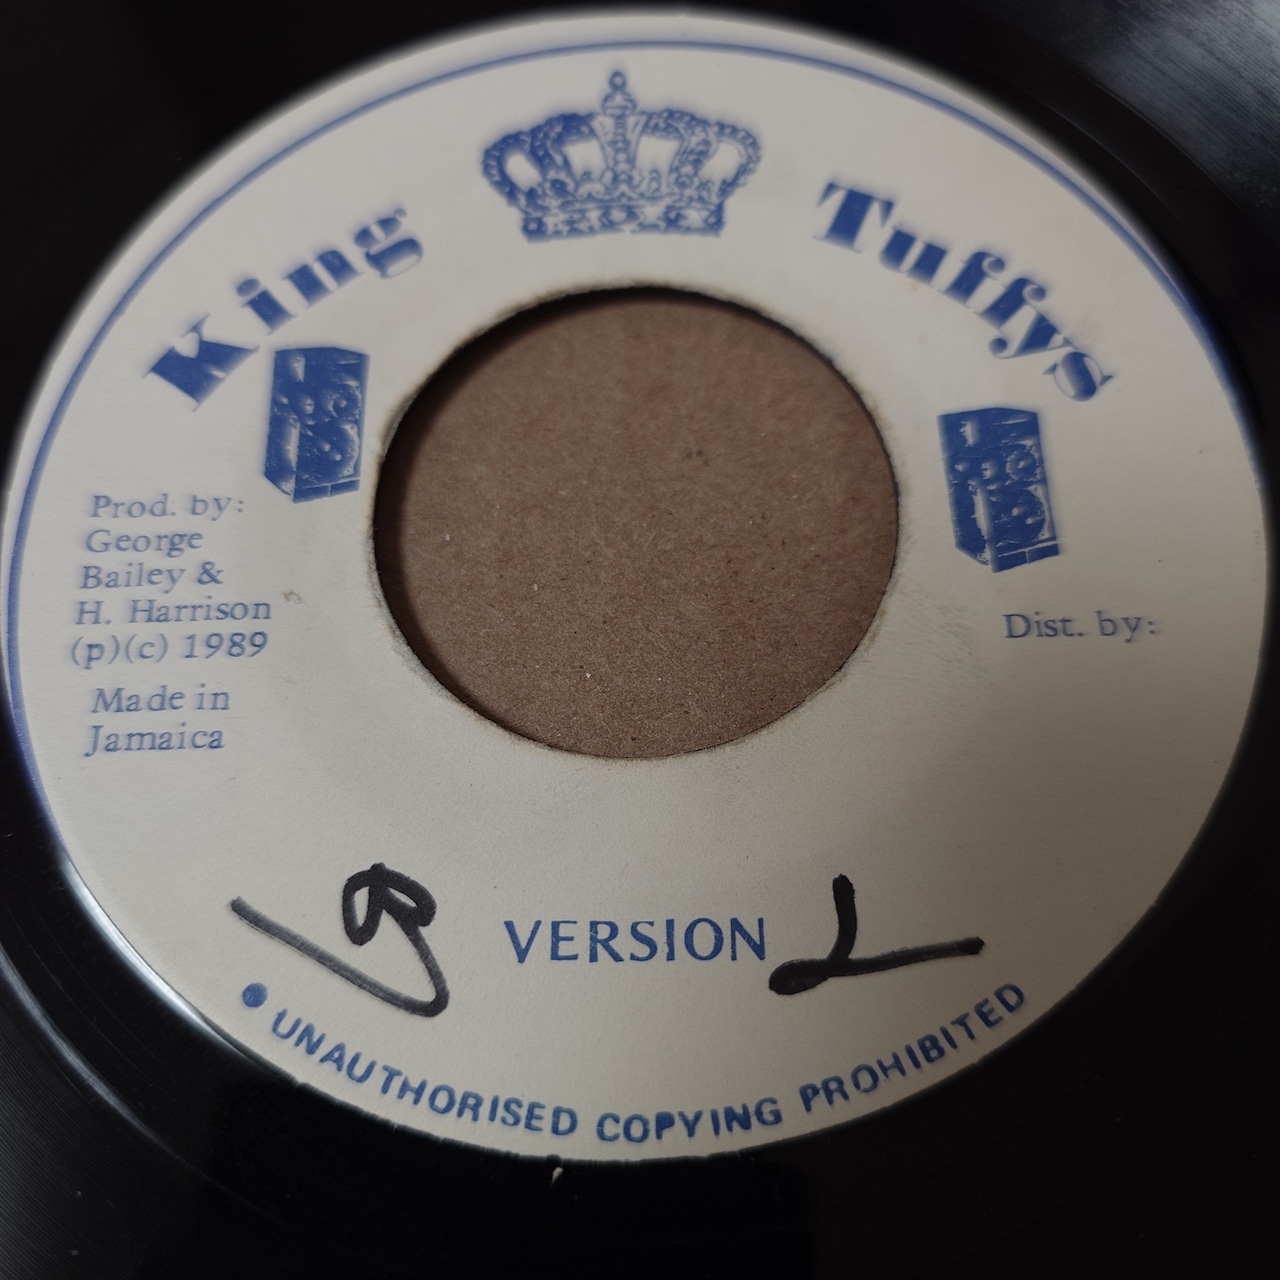 King Tuffys
Prod. by:
George
Bailey &
H. Harrison
(p)(c) 1989
Made in
Jamaica
Dist. by:
VERSION
UNAUTHORISED COPYING PROHIBITED